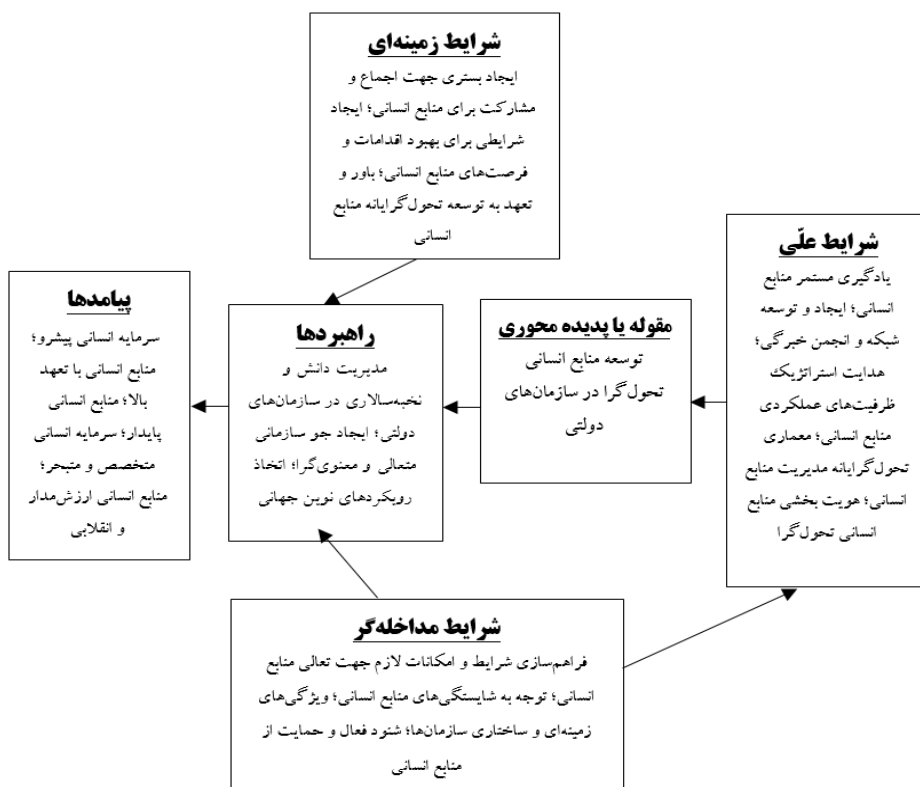 شرایط زمینه‌ای
ایجاد بستری جهت اجماع و
مشارکت برای منابع انسانی؛ ایجاد
شرایطی برای بهبود اقدامات و
فرصت‌های منابع انسانی؛ باور و
تعهد به توسعه تحول‌گرایانه منابع
انسانی
شرایط علّی
یادگیری مستمر منابع
انسانی؛ ایجاد و توسعه
شبکه و انجمن خبرگی؛
هدایت استراتژیک
ظرفیت‌های عملکردی
منابع انسانی؛ معماری
تحول‌گرایانه مدیریت منابع
انسانی؛ هویت بخشی منابع
انسانی تحول‌گرا
مقوله یا پدیده محوری
توسعه منابع انسانی
تحول‌گرا در سازمان‌های
دولتی
راهبردها
مدیریت دانش و
نخبه‌سالاری در سازمان‌های
دولتی؛ ایجاد جو سازمانی
متعالی و معنوی‌گرا؛ اتخاذ
رویکردهای نوین جهانی
پیامدها
سرمایه انسانی پیشرو؛
منابع انسانی با تعهد
بالا؛ منابع انسانی
پایدار؛ سرمایه انسانی
متخصص و متبحر؛
منابع انسانی ارزش‌مدار
و انقلابی
شرایط مداخله‌گر
فراهم‌سازی شرایط و امکانات لازم جهت تعالی منابع
انسانی؛ توجه به شایستگی‌های منابع انسانی؛ ویژگی‌های
زمینه‌ای و ساختاری سازمان‌ها؛ شنود فعال و حمایت از
منابع انسانی